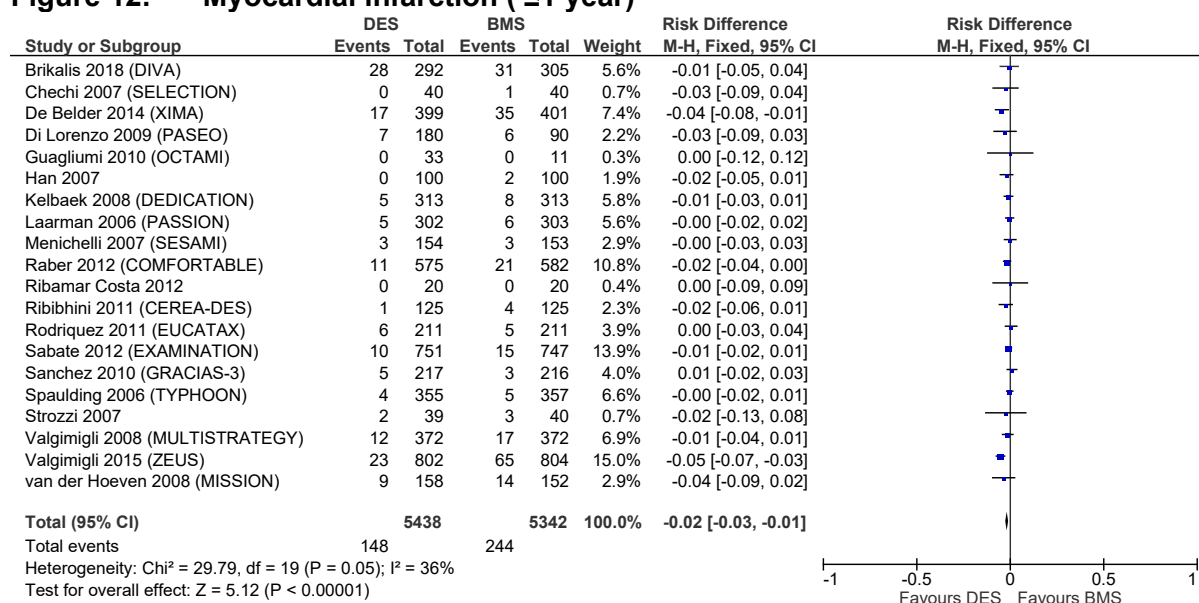 Figure 12: Myocardial Infarction (≤1 year)
DES BMS Risk Difference Risk Difference
Study or Subgroup Events Total Events Total Weight M-H, Fixed, 95% CI M-H, Fixed, 95% CI
Brikalis 2018 (DIVA) 28 292 31 305 5.6% -0.01 [-0.05, 0.04]
Chechi 2007 (SELECTION) 0 40 1 40 0.7% -0.03 [-0.09, 0.04]
De Belder 2014 (XIMA) 17 399 35 401 7.4% -0.04 [-0.08, -0.01]
Di Lorenzo 2009 (PASEO) 7 180 6 90 2.2% -0.03 [-0.09, 0.03]
Guagliumi 2010 (OCTAMI) 0 33 0 11 0.3% 0.00 [-0.12, 0.12]
Han 2007 0 100 2 100 1.9% -0.02 [-0.05, 0.01]
Kelbaek 2008 (DEDICATION) 5 313 8 313 5.8% -0.01 [-0.03, 0.01]
Laarman 2006 (PASSION) 5 302 6 303 5.6% -0.00 [-0.02, 0.02]
Menichelli 2007 (SESAMI) 3 154 3 153 2.9% -0.00 [-0.03, 0.03]
Raber 2012 (COMFORTABLE) 11 575 21 582 10.8% -0.02 [-0.04, 0.00]
Ribamar Costa 2012 0 20 0 20 0.4% 0.00 [-0.09, 0.09]
Ribibhini 2011 (CEREA-DES) 1 125 4 125 2.3% -0.02 [-0.06, 0.01]
Rodriquez 2011 (EUCATAX) 6 211 5 211 3.9% 0.00 [-0.03, 0.04]
Sabate 2012 (EXAMINATION) 10 751 15 747 13.9% -0.01 [-0.02, 0.01]
Sanchez 2010 (GRACIAS-3) 5 217 3 216 4.0% 0.01 [-0.02, 0.03]
Spaulding 2006 (TYPHOON) 4 355 5 357 6.6% -0.00 [-0.02, 0.01]
Strozzi 2007 2 39 3 40 0.7% -0.02 [-0.13, 0.08]
Valgimigli 2008 (MULTISTRATEGY) 12 372 17 372 6.9% -0.01 [-0.04, 0.01]
Valgimigli 2015 (ZEUS) 23 802 65 804 15.0% -0.05 [-0.07, -0.03]
van der Hoeven 2008 (MISSION) 9 158 14 152 2.9% -0.04 [-0.09, 0.02]
Total (95% CI) 5438 5342 100.0% -0.02 [-0.03, -0.01]
Total events 148 244
Heterogeneity: Chi² = 29.79, df = 19 (P = 0.05); I² = 36%
Test for overall effect: Z = 5.12 (P < 0.00001)
-1 -0.5 0 0.5 1
Favours DES Favours BMS